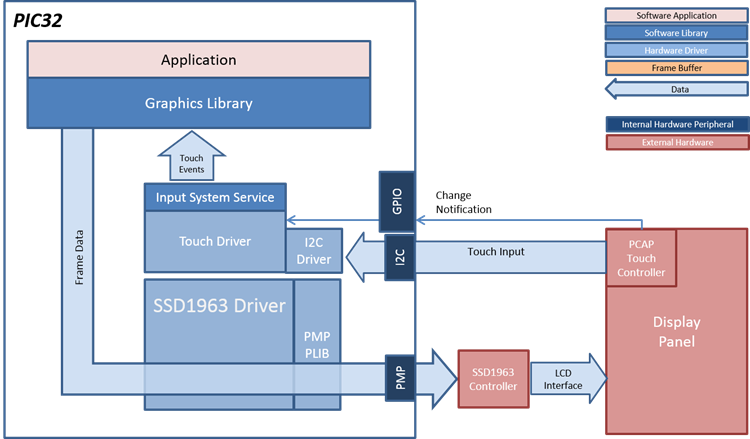 PIC32
Application
Graphics Library
Touch
Events
Input System Service
Touch Driver
I2C
Driver
Frame Data
SSD1963 Driver
PMP
PLIB
GPIO
I2C
PMP
Change
Notification
Touch Input
PCAP
Touch
Controller
Display
Panel
SSD1963
Controller
LCD
Interface
Software Application
Software Library
Hardware Driver
Frame Buffer
Data
Internal Hardware Peripheral
External Hardware